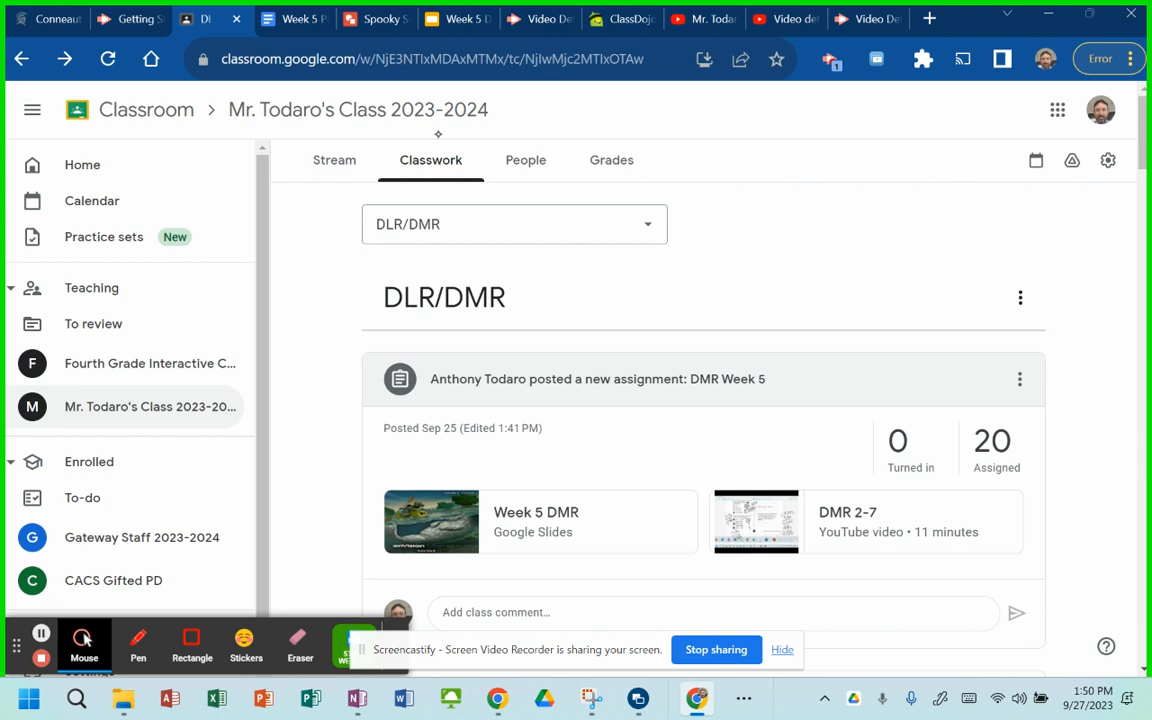 Conneaut
Getting S
Dl
Week 5 P
Spooky S
Week 5 D
Video De
ClassDojo
Mr. Todar
Video det
Video De
classroom.google.com/w/NjE3NTIxMDAxMTMx/tc/NjIwMjc2MTIxOTAw
1
Error
Classroom > Mr. Todaro's Class 2023-2024
Home
Calendar
Practice sets New
Teaching
To review
F Fourth Grade Interactive C...
M Mr. Todaro's Class 2023-20...
Enrolled
To-do
G Gateway Staff 2023-2024
C CACS Gifted PD
Stream Classwork People Grades
DLR/DMR
DLR/DMR
Anthony Todaro posted a new assignment: DMR Week 5
Posted Sep 25 (Edited 1:41 PM)
0
Turned in
20
Assigned
Week 5 DMR
Google Slides
DMR 2-7
YouTube video • 11 minutes
Add class comment...
Mouse Pen Rectangle Stickers Eraser
Screencastify - Screen Video Recorder is sharing your screen. Stop sharing Hide
1:50 PM
9/27/2023